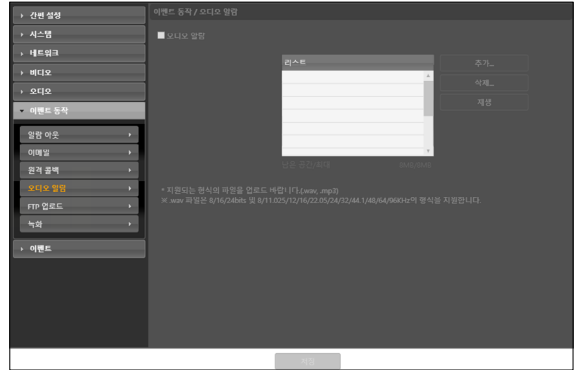 간편 설정
시스템
네트워크
비디오
오디오
이벤트 동작
알람 아웃
이메일
원격 콜백
오디오 알람
FTP 업로드
녹화
이벤트
이벤트 동작 / 오디오 알람
오디오 알람
리스트
추가...
삭제...
재생
* 지원되는 형식의 파일을 업로드 바랍니다.(.wav, .mp3)
※ .wav 파일은 8/16/24bits 및 8/11.025/12/16/22.05/24/32/44.1/48/64/96KHz의 형식을 지원합니다.
저장